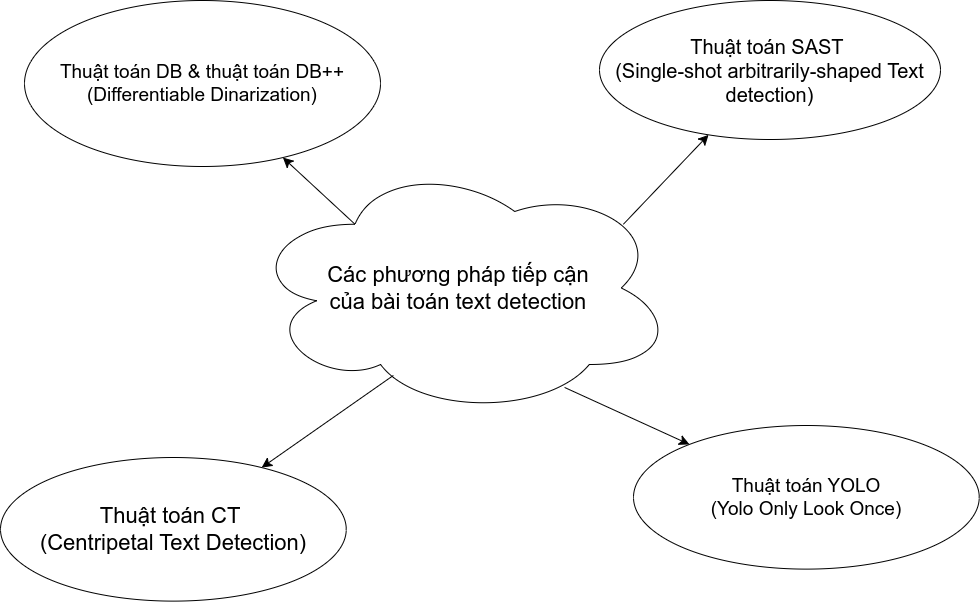 Thuật toán DB & thuật toán DB++
(Differentiable Dinarization)
Thuật toán SAST
(Single-shot arbitrarily-shaped Text
detection)
Các phương pháp tiếp cận
của bài toán text detection
Thuật toán CT
(Centripetal Text Detection)
Thuật toán YOLO
(Yolo Only Look Once)